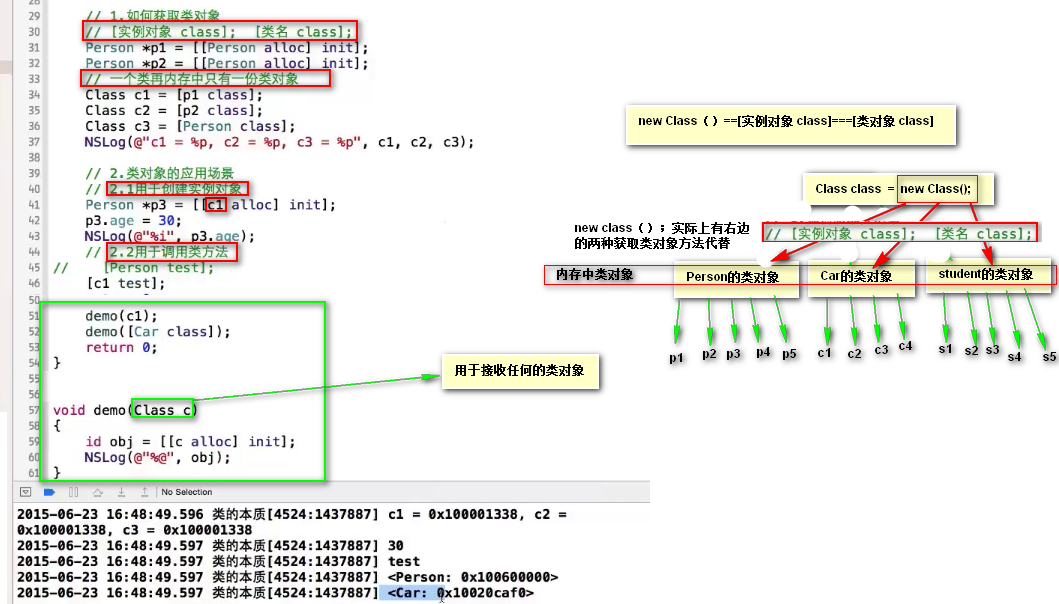 28
29 // 1.如何获取类对象
30 // [实例对象 class]; [类名 class];
31 Person *p1 = [[Person alloc] init];
32 Person *p2 = [[Person alloc] init];
33 // 一个类再内存中只有一份类对象
34 Class c1 = [p1 class];
35 Class c2 = [p2 class];
36 Class c3 = [Person class];
37 NSLog(@"c1 = %p, c2 = %p, c3 = %p", c1, c2, c3);
38
39 // 2.类对象的应用场景
40 // 2.1用于创建实例对象
41 Person *p3 = [[c1 alloc] init];
42 p3.age = 30;
43 NSLog(@"%i", p3.age);
44 // 2.2用于调用类方法
45 // [Person test];
46 [c1 test];
50
51 demo(c1);
52 demo([Car class]);
53 return 0;
54 }
55
56
57 void demo(Class c)
58 {
59 id obj = [[c alloc] init];
60 NSLog(@"%@", obj);
61 }
用于接收任何的类对象
new Class（）==[实例对象 class]===[类对象 class]
Class class = new Class();
new class（）；实际上有右边
的两种获取类对象方法代替
// [实例对象 class]; [类名 class];
内存中类对象
Person的类对象
Car的类对象
student的类对象
p1 p2 p3 p4 p5
c1 c2 c3 c4
s1 s2 s3 s4 s5
No Selection
2015-06-23 16:48:49.596 类的本质[4524:1437887] c1 = 0x100001338, c2 =
0x100001338, c3 = 0x100001338
2015-06-23 16:48:49.597 类的本质[4524:1437887] 30
2015-06-23 16:48:49.597 类的本质[4524:1437887] test
2015-06-23 16:48:49.597 类的本质[4524:1437887] <Person: 0x100600000>
2015-06-23 16:48:49.597 类的本质[4524:1437887] <Car: 0x10020caf0>